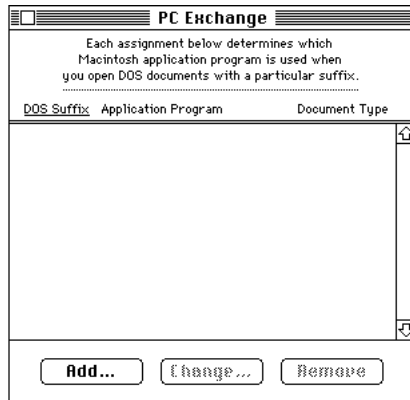 PC Exchange
Each assignment below determines which
Macintosh application program is used when
you open DOS documents with a particular suffix.
DOS Suffix Application Program Document Type
Add... Change... Remove